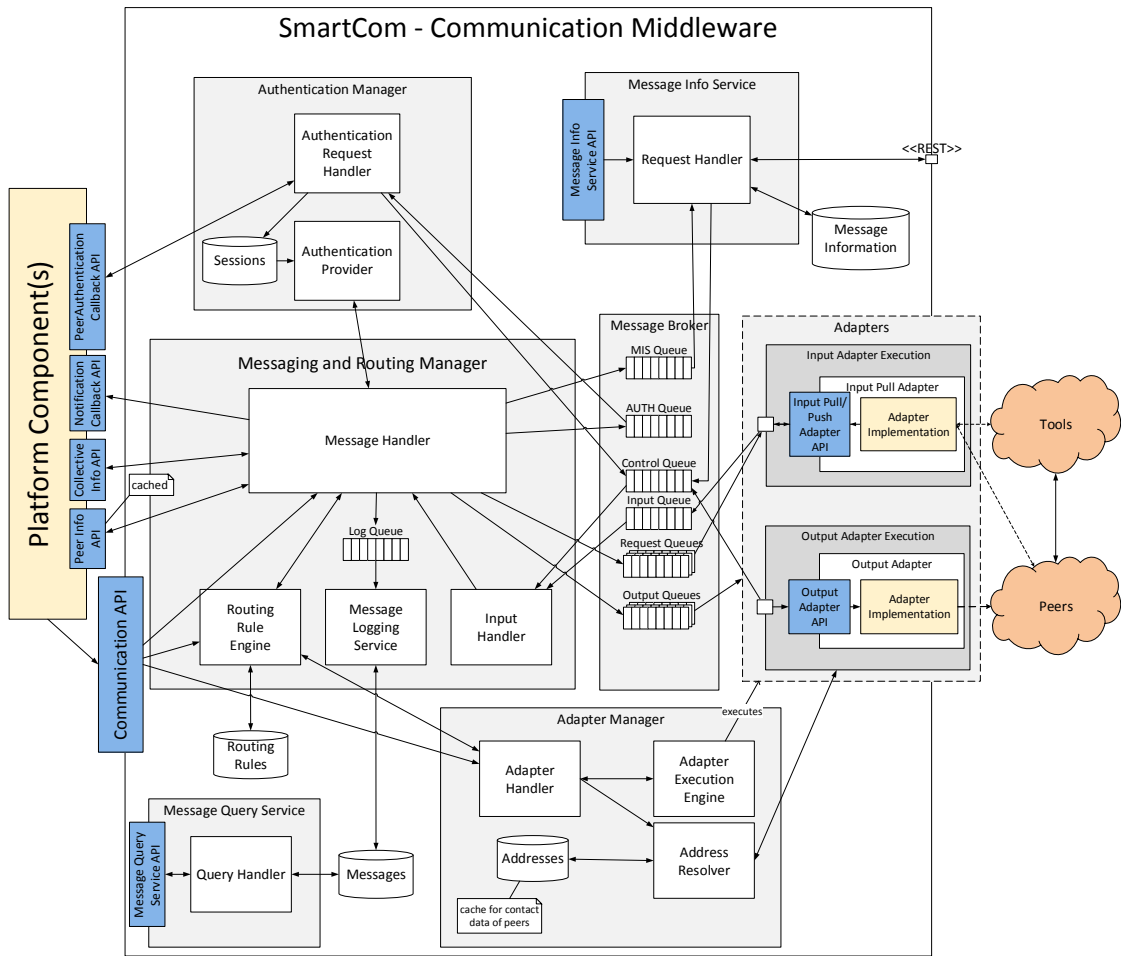 SmartCom - Communication Middleware
Authentication Manager
Authentication
Request
Handler
Sessions
Authentication
Provider
Message Info Service
Message Info
Service API
Request Handler
<<REST>>
Message
Information
Platform Component(s)
PeerAuthentication
Callback API
Notification
Callback API
Collective
Info API
Peer Info
API
cached
Communication API
Messaging and Routing Manager
Message Handler
Log Queue
Routing
Rule
Engine
Message
Logging
Service
Input
Handler
Message Broker
MIS Queue
AUTH Queue
Control Queue
Input Queue
Request Queues
Output Queues
Adapters
Input Adapter Execution
Input Pull Adapter
Input Pull/
Push
Adapter
API
Adapter
Implementation
Output Adapter Execution
Output Adapter
Output
Adapter
API
Adapter
Implementation
Tools
Peers
Routing
Rules
executes
Adapter Manager
Adapter
Handler
Adapter
Execution
Engine
Addresses
Address
Resolver
cache for contact
data of peers
Message Query Service
Message Query
Service API
Query Handler
Messages